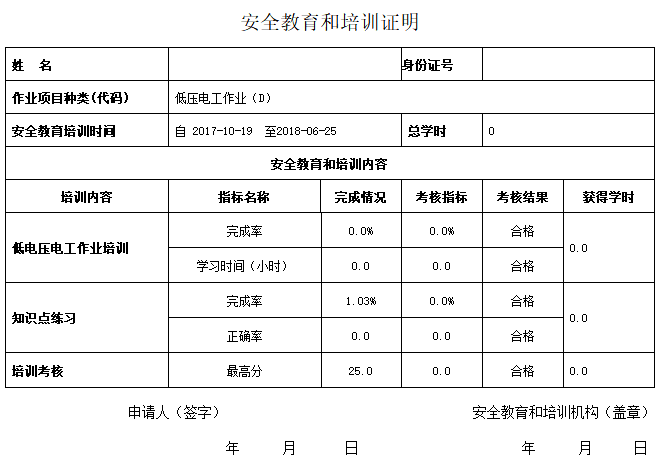 安全教育和培训证明
姓 名 身份证号
作业项目种类(代码) 低压电工作业（D）
安全教育培训时间 自 2017-10-19 至2018-06-25 总学时 0
安全教育和培训内容
培训内容 指标名称 完成情况 考核指标 考核结果 获得学时
低电压电工作业培训 完成率 0.0% 0.0% 合格 0.0
学习时间（小时） 0.0 0.0 合格
知识点练习 完成率 1.03% 0.0% 合格 0.0
正确率 0.0 0.0 合格
培训考核 最高分 25.0 0.0 合格 0.0
申请人（签字） 安全教育和培训机构（盖章）
年 月 日 年 月 日